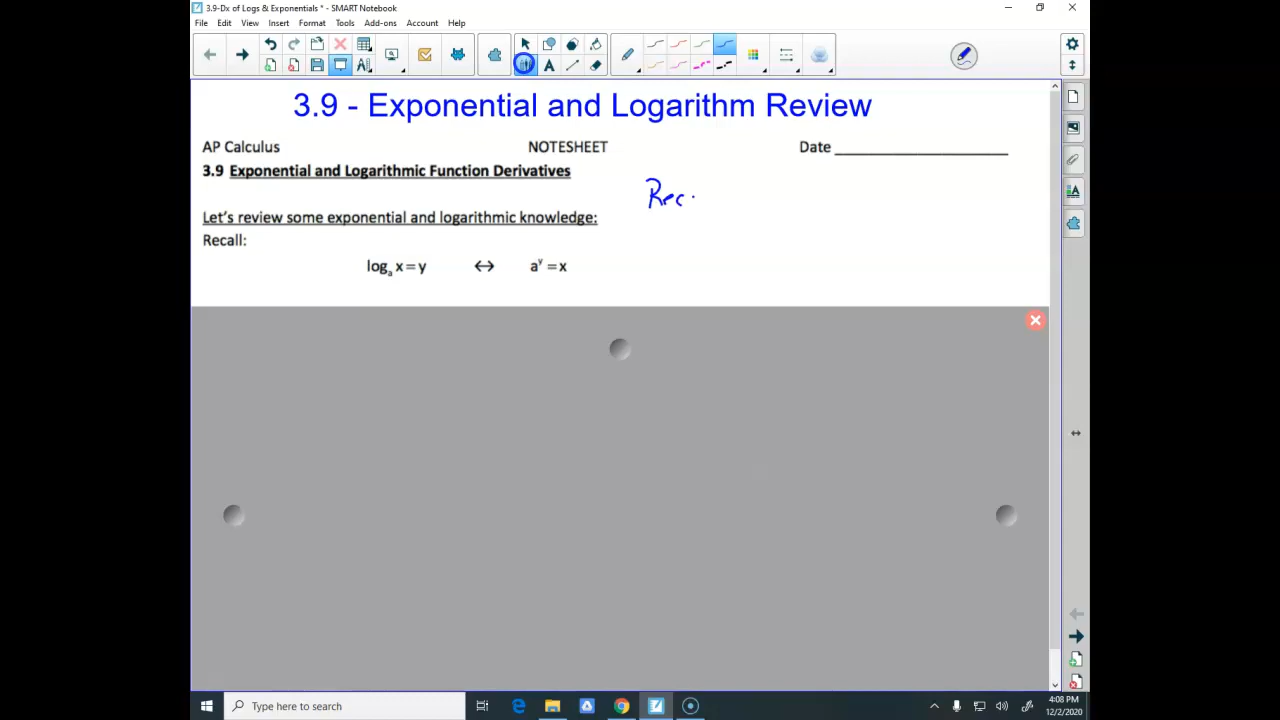 3.9-Dx of Logs & Exponentials * - SMART Notebook
File Edit View Insert Format Tools Add-ons Account Help
3.9 - Exponential and Logarithm Review
AP Calculus NOTESHEET Date ____________________
3.9 Exponential and Logarithmic Function Derivatives
Rec
Let's review some exponential and logarithmic knowledge:
Recall:
logₐ x = y ↔ aʸ = x
Type here to search
4:08 PM
12/2/2020